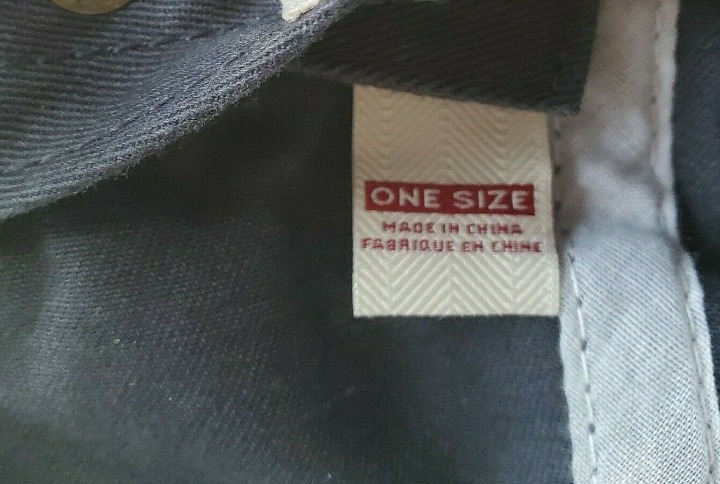 ONE SIZE
MADE IN CHINA
FABRIQUE EN CHINE